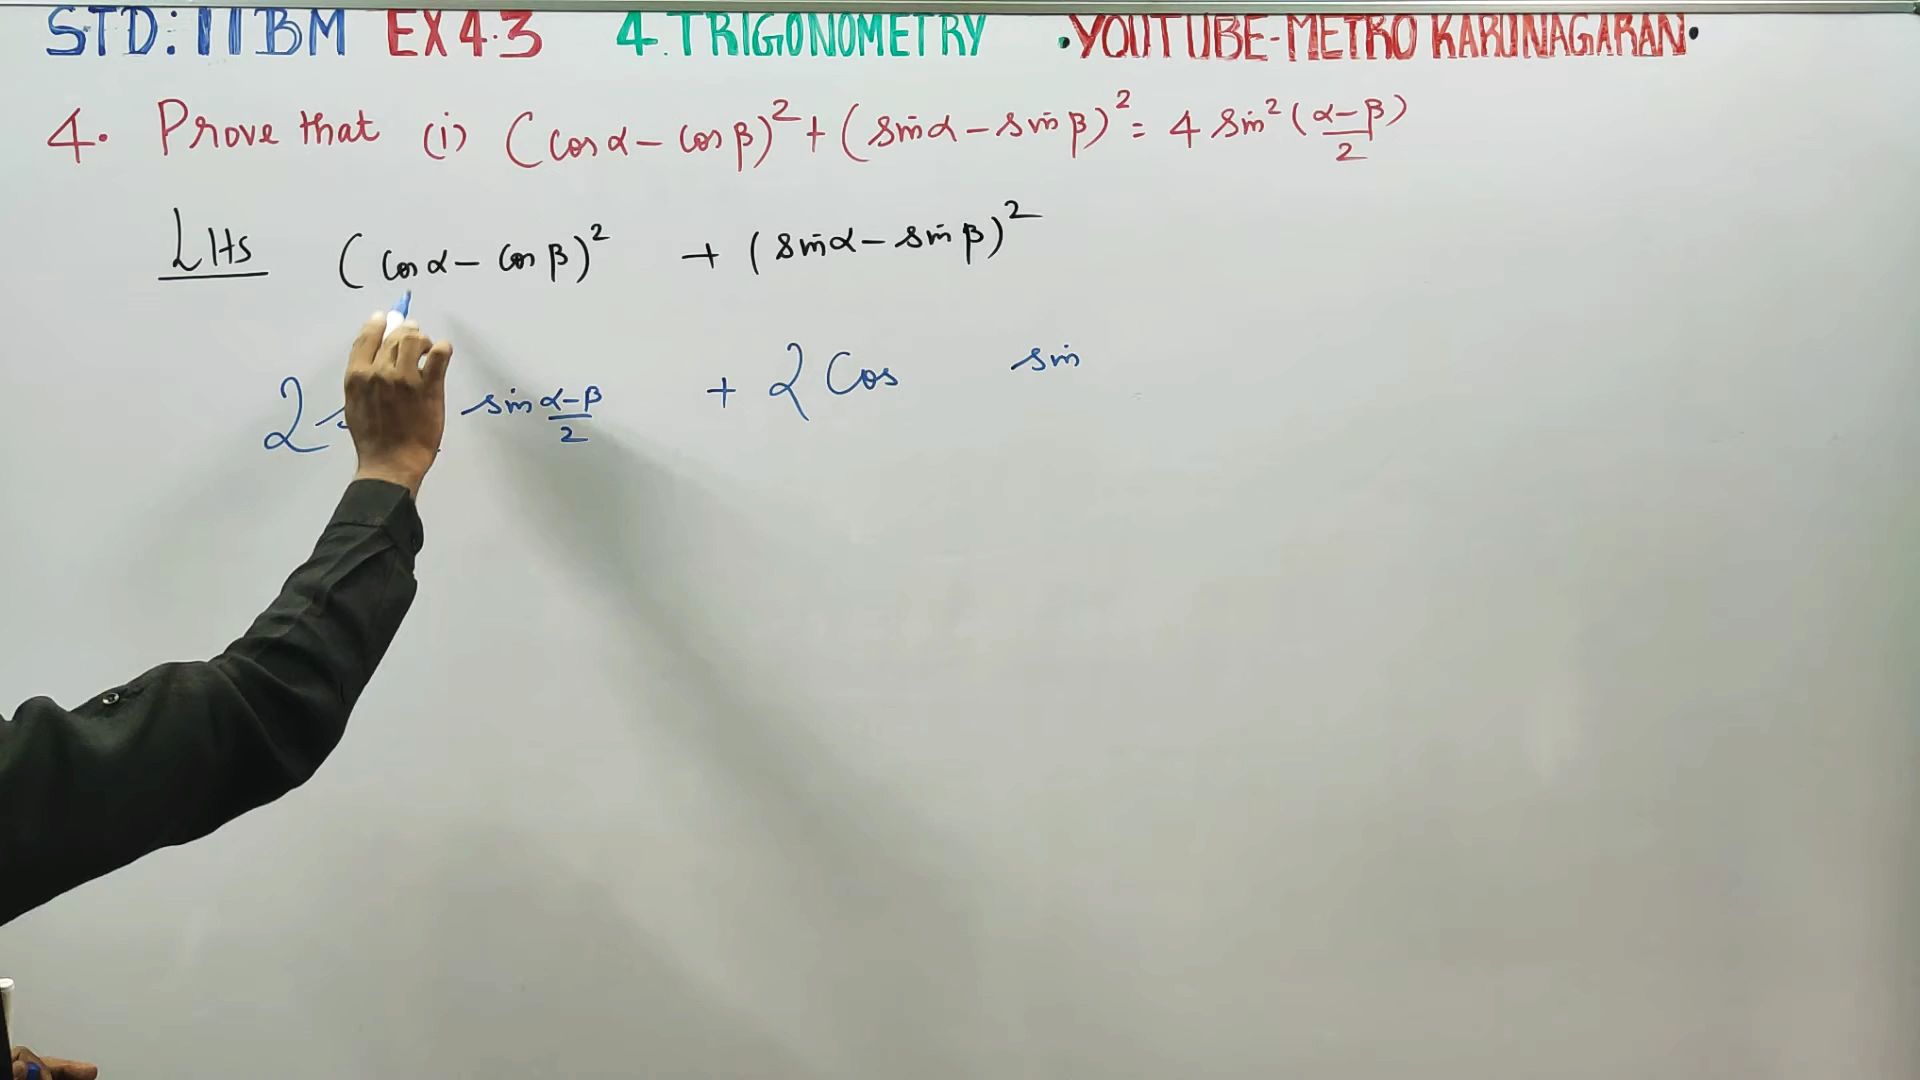 STD: 11 BM EX 4.3 4. TRIGONOMETRY •YOUTUBE-METRO KARUNAGARAN•
4. Prove that (i) (cos α − cos β)² + (sin α − sin β)² = 4 sin² (α−β)/2
LHS (cos α − cos β)² + (sin α − sin β)²
2 sin (α−β)/2 + 2 Cos sin